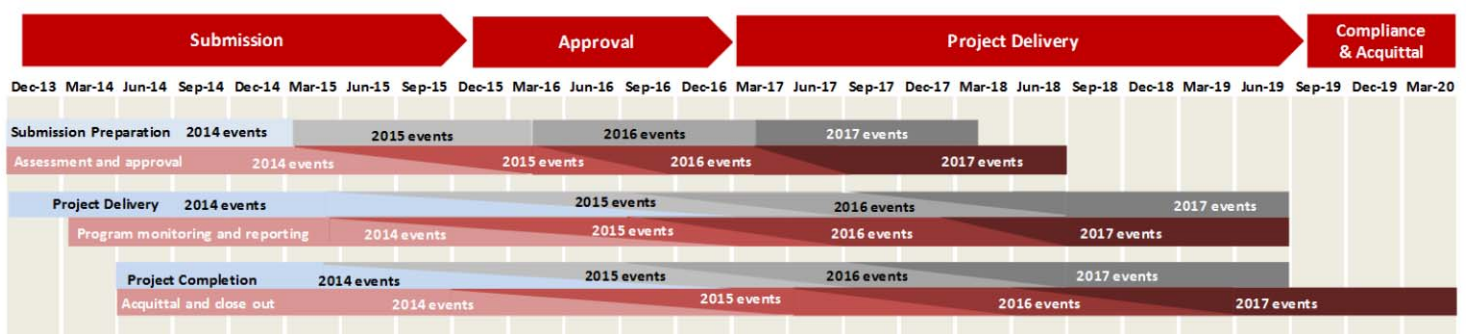 Submission
Approval
Project Delivery
Compliance
& Acquittal
Dec-13 Mar-14 Jun-14 Sep-14 Dec-14 Mar-15 Jun-15 Sep-15 Dec-15 Mar-16 Jun-16 Sep-16 Dec-16 Mar-17 Jun-17 Sep-17 Dec-17 Mar-18 Jun-18 Sep-18 Dec-18 Mar-19 Jun-19 Sep-19 Dec-19 Mar-20
Submission Preparation 2014 events 2015 events 2016 events 2017 events
Assessment and approval 2014 events 2015 events 2016 events 2017 events
Project Delivery 2014 events 2015 events 2016 events 2017 events
Program monitoring and reporting 2014 events 2015 events 2016 events 2017 events
Project Completion 2014 events 2015 events 2016 events 2017 events
Acquittal and close out 2014 events 2015 events 2016 events 2017 events